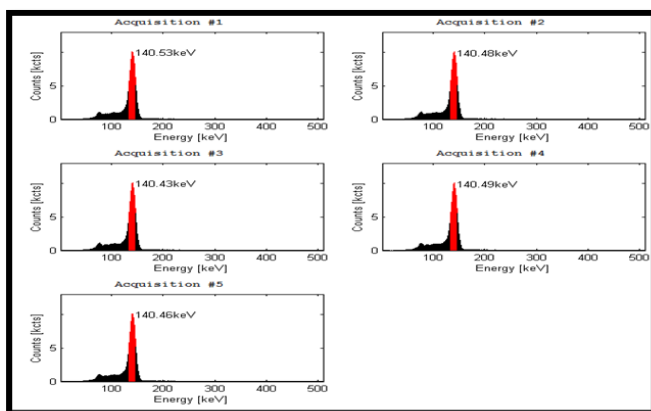 Acquisition #1
Counts [kcts]
5
0
140.53keV
100 200 300 400 500
Energy [keV]
Acquisition #2
Counts [kcts]
5
0
140.48keV
100 200 300 400 500
Energy [keV]
Acquisition #3
Counts [kcts]
5
0
140.43keV
100 200 300 400 500
Energy [keV]
Acquisition #4
Counts [kcts]
5
0
140.49keV
100 200 300 400 500
Energy [keV]
Acquisition #5
Counts [kcts]
5
0
140.46keV
100 200 300 400 500
Energy [keV]